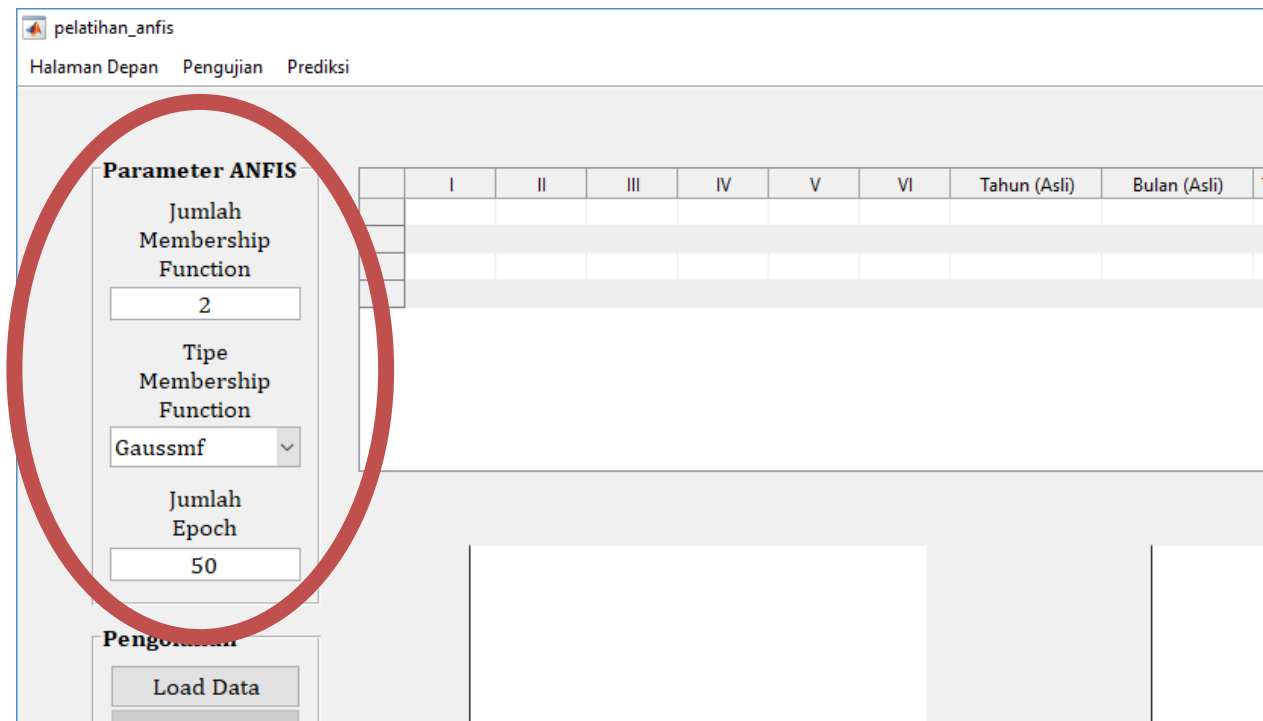 pelatihan_anfis
Halaman Depan Pengujian Prediksi
Parameter ANFIS
Jumlah
Membership
Function
2
Tipe
Membership
Function
Gaussmf
Jumlah
Epoch
50
I II III IV V VI Tahun (Asli) Bulan (Asli)
Load Data